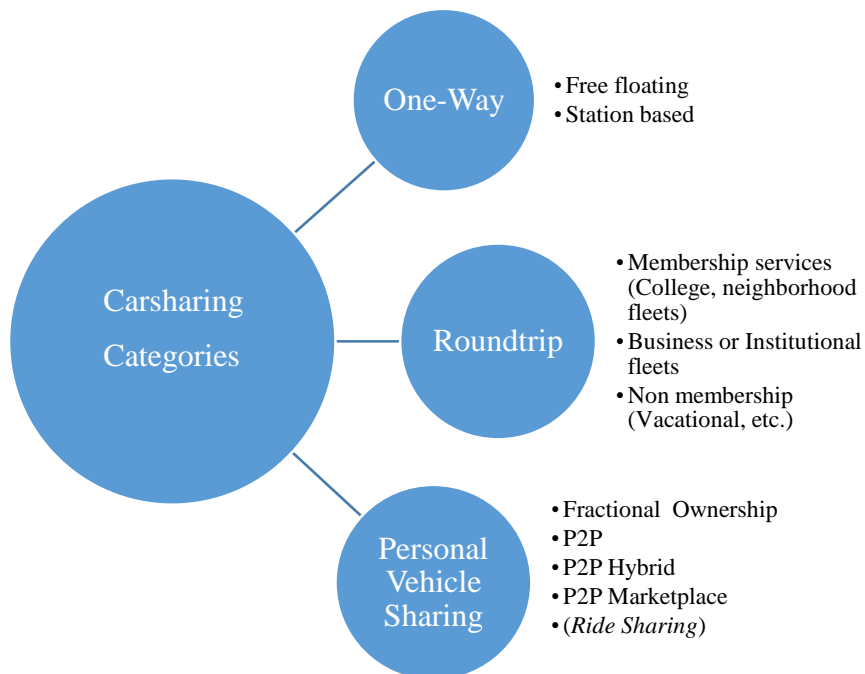 Carsharing
Categories
One-Way
• Free floating
• Station based
Roundtrip
• Membership services
(College, neighborhood
fleets)
• Business or Institutional
fleets
• Non membership
(Vacational, etc.)
Personal
Vehicle
Sharing
• Fractional Ownership
• P2P
• P2P Hybrid
• P2P Marketplace
• (Ride Sharing)